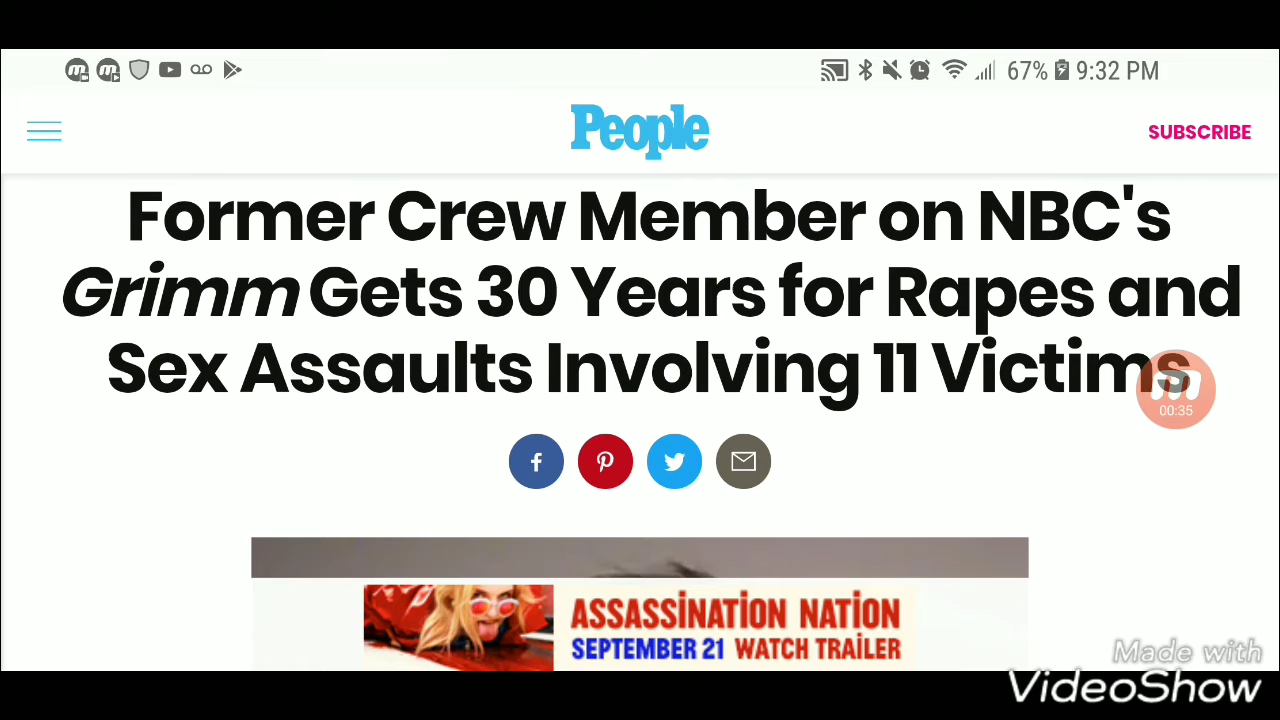 67% 9:32 PM
People
SUBSCRIBE
Former Crew Member on NBC's
Grimm Gets 30 Years for Rapes and
Sex Assaults Involving 11 Victims
00:35
ASSASSiNATiON NATiON
SEPTEMBER 21 WATCH TRAiLER
Made with
VideoShow